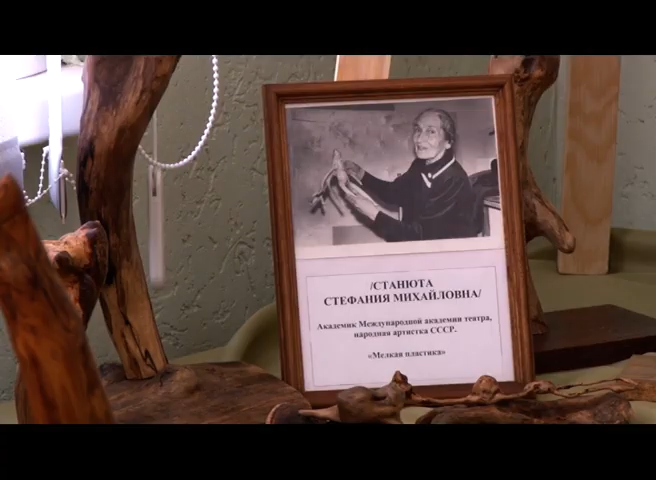 /СТАНЮТА
СТЕФАНИЯ МИХАЙЛОВНА/
Академик Международной академии театра,
народная артистка СССР.
«Мелкая пластика»